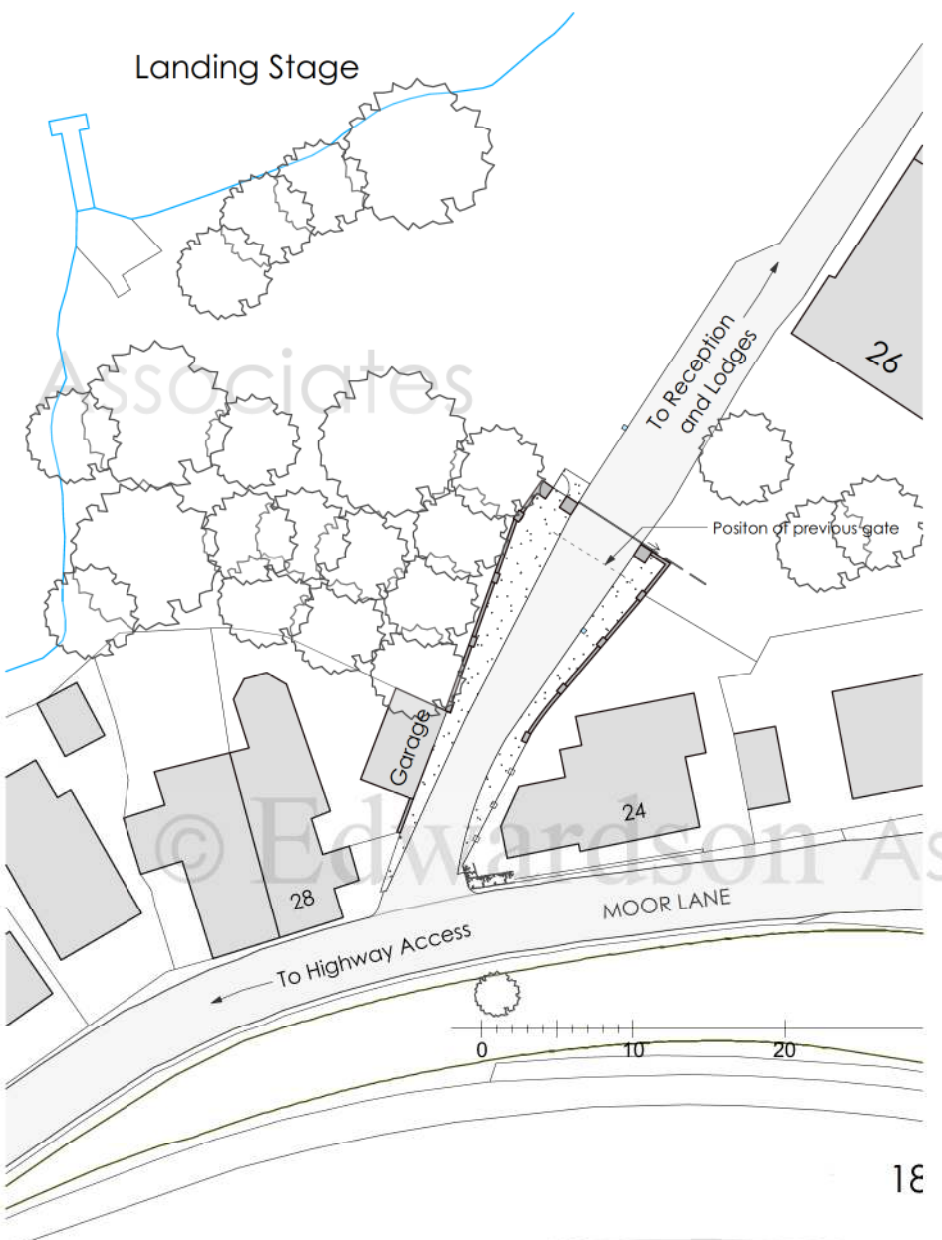 Landing Stage
Associates
26
To Reception
and Lodges
Positon of previous gate
Garage
24
© Edwardson As
28
MOOR LANE
To Highway Access
0 10 20
18